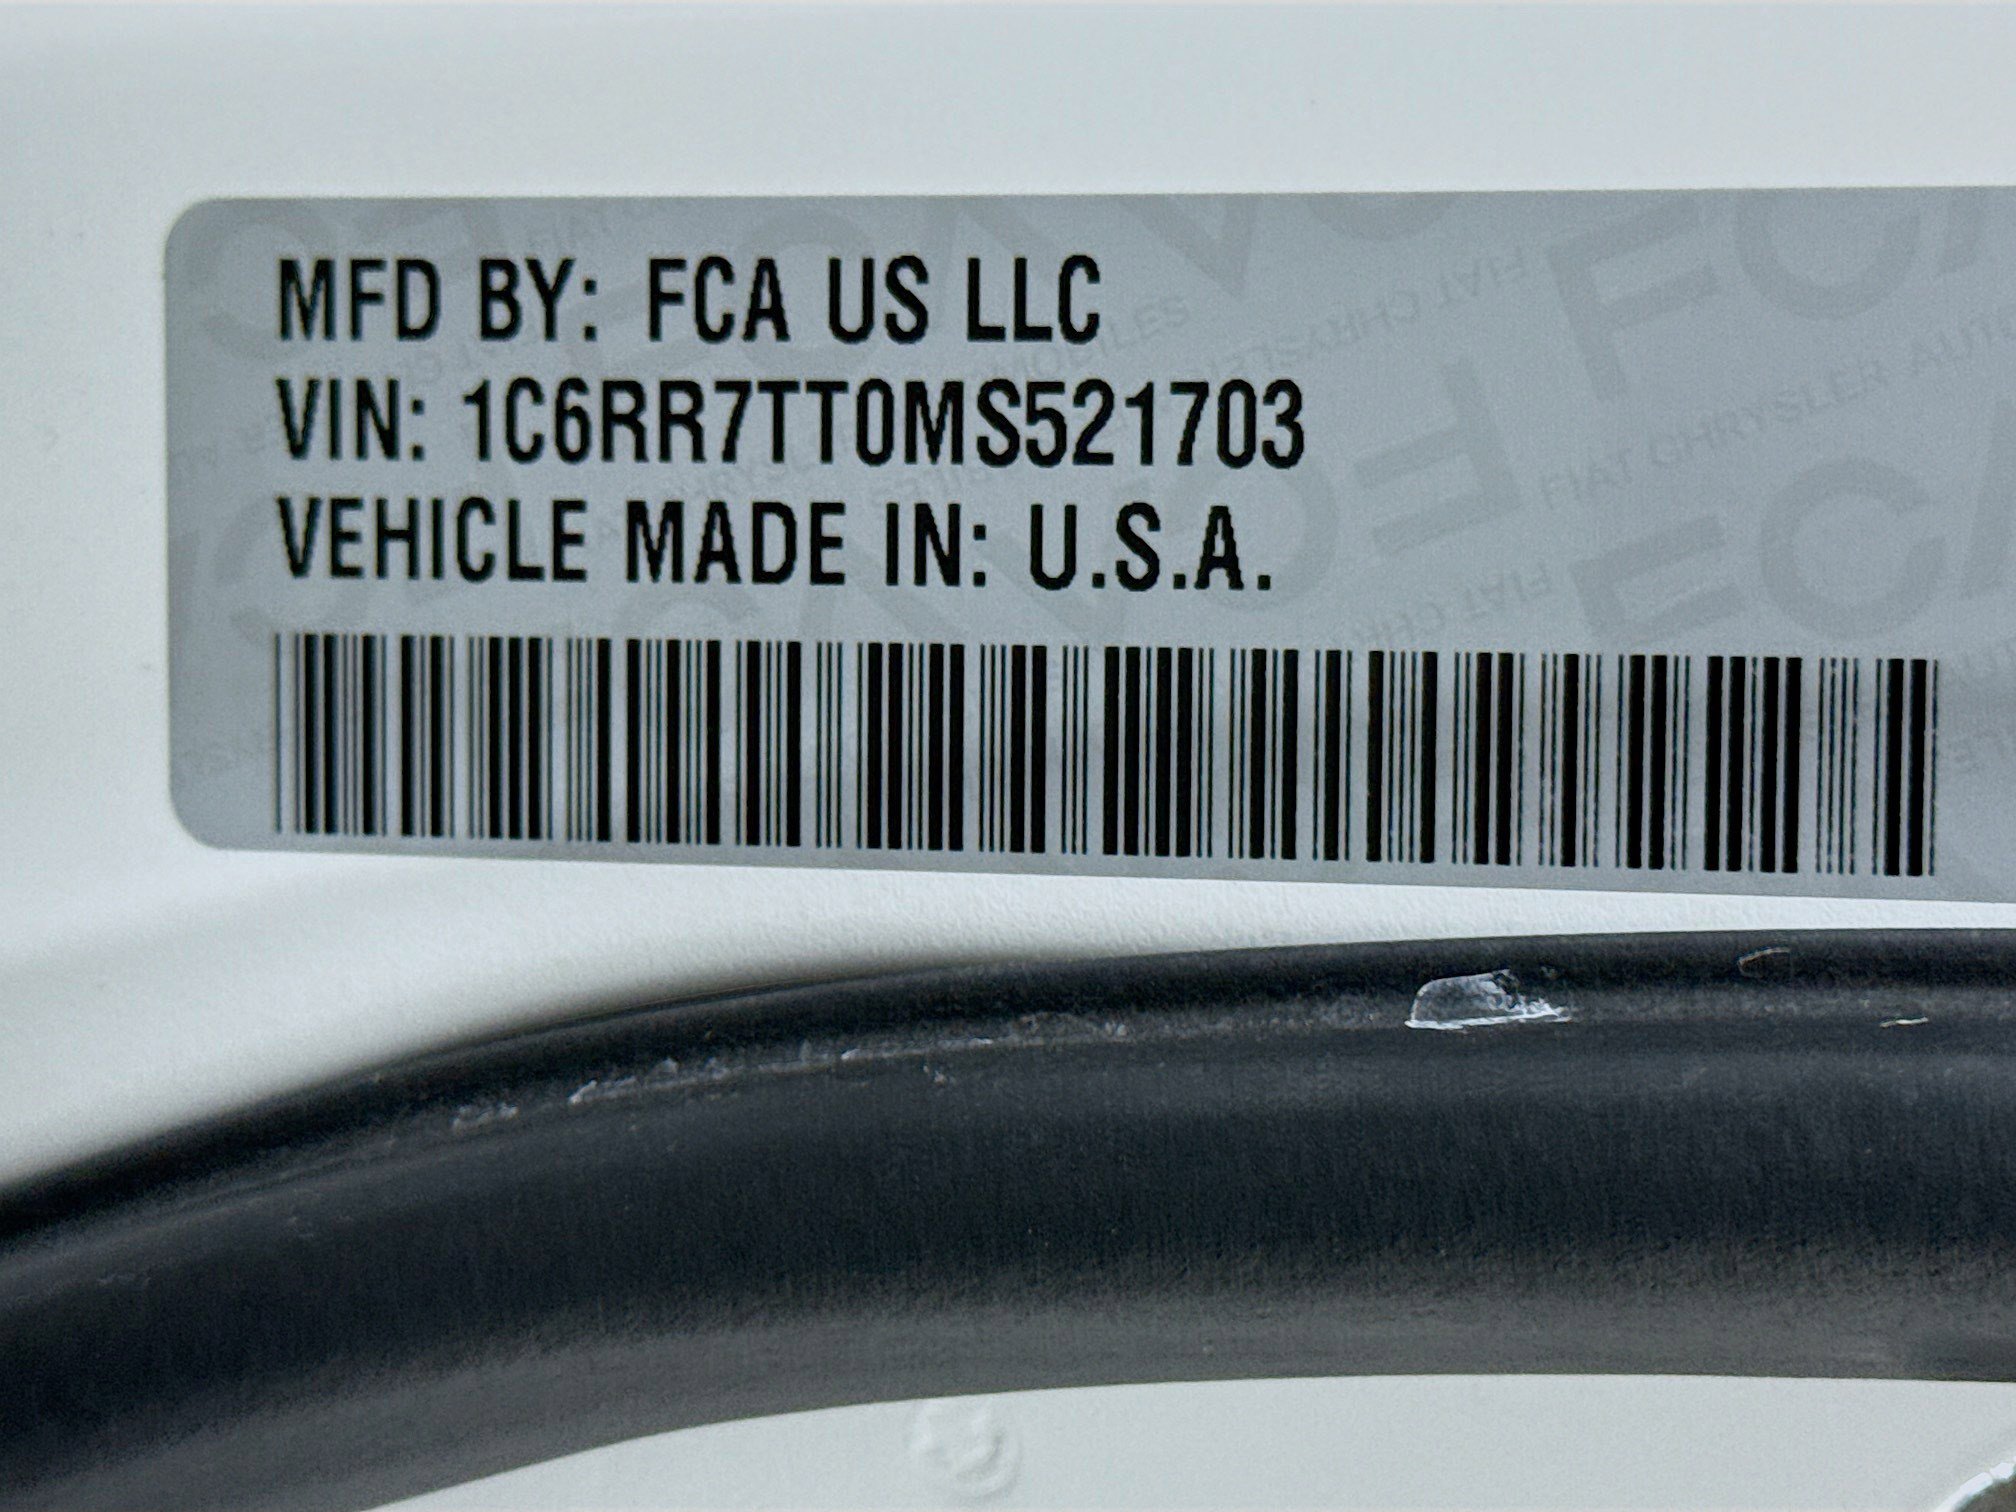 MFD BY: FCA US LLC
VIN: 1C6RR7TT0MS521703
VEHICLE MADE IN: U.S.A.